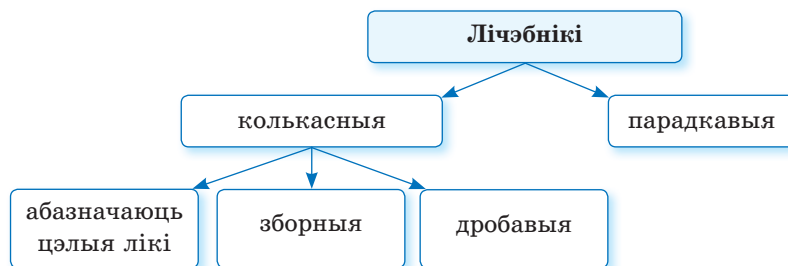 Лічэбнікі
колькасныя
парадкавыя
абазначаюць
цэлыя лікі
зборныя
дробавыя